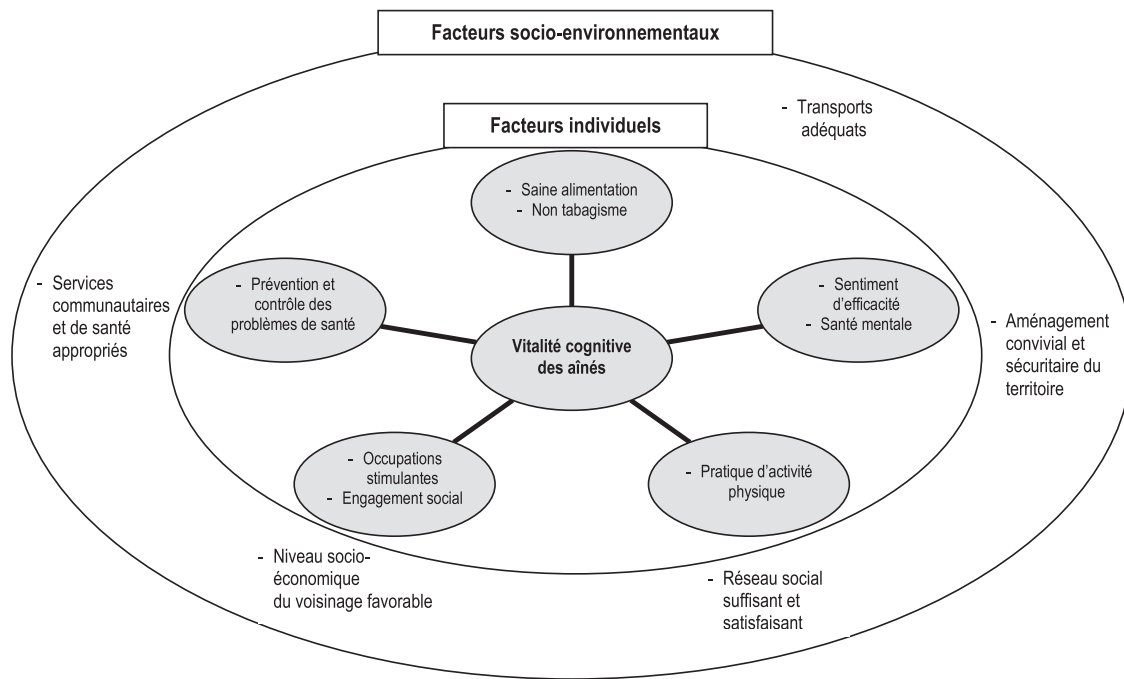 Facteurs socio-environnementaux
- Transports
adéquats
Facteurs individuels
- Saine alimentation
- Non tabagisme
- Services
communautaires
et de santé
appropriés
- Prévention et
contrôle des
problèmes de santé
- Sentiment
d'efficacité
- Santé mentale
- Aménagement
convivial et
sécuritaire du
territoire
Vitalité cognitive
des aînés
- Occupations
stimulantes
- Engagement social
- Pratique d'activité
physique
- Niveau socio-
économique
du voisinage favorable
- Réseau social
suffisant et
satisfaisant